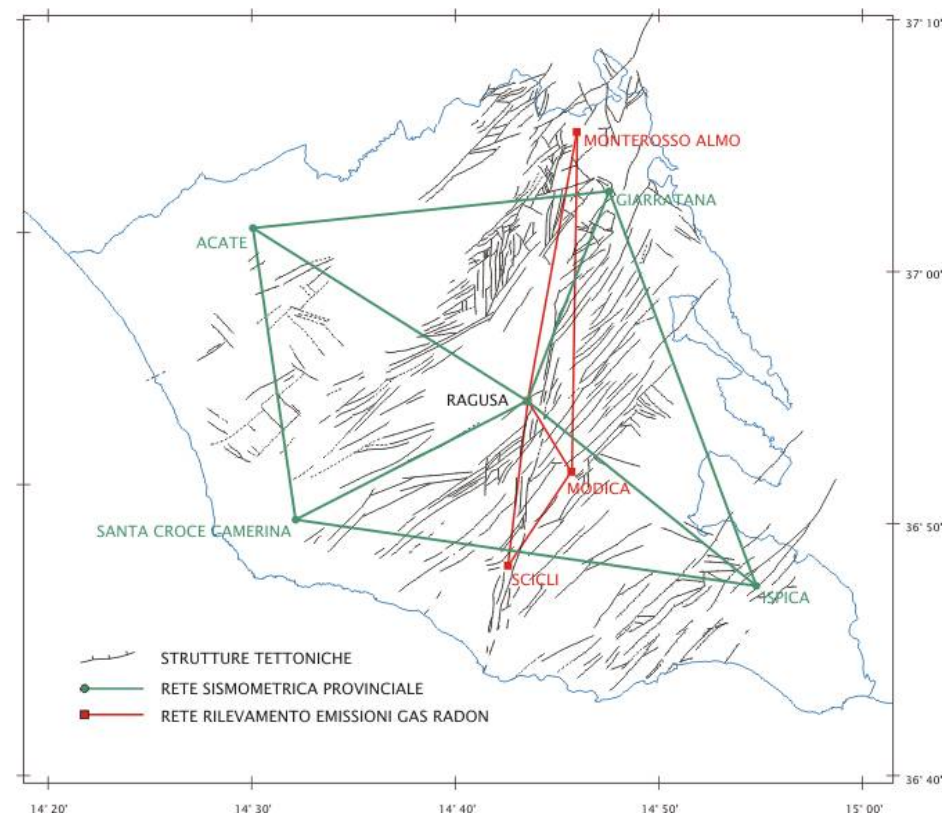 37° 10'
MONTEROSSO ALMO
GIARRATANA
ACATE
37° 00'
RAGUSA
MODICA
SANTA CROCE CAMERINA
36° 50'
SCICLI
ISPICA
STRUTTURE TETTONICHE
RETE SISMOMETRICA PROVINCIALE
RETE RILEVAMENTO EMISSIONI GAS RADON
36° 40'
14° 20' 14° 30' 14° 40' 14° 50' 15° 00'